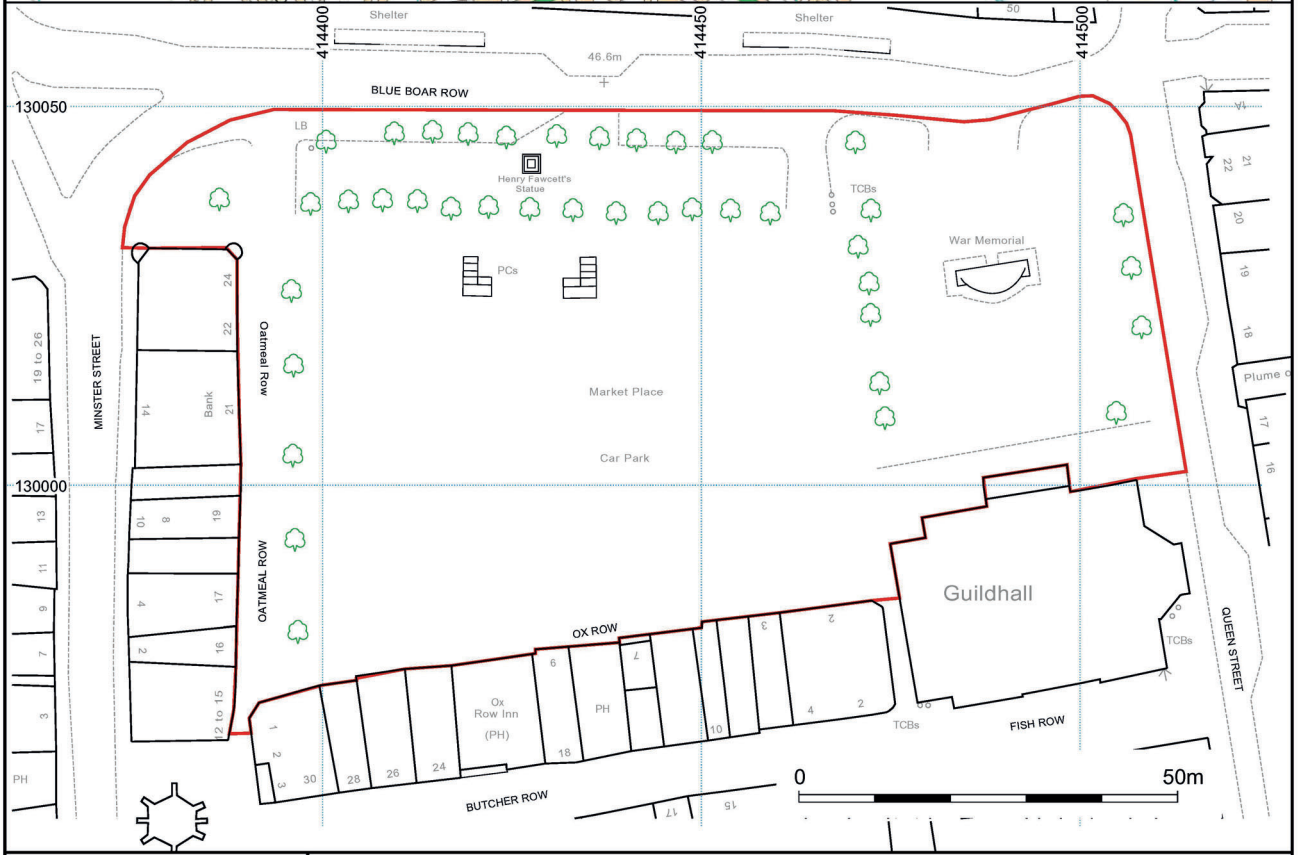 Shelter
414400
414450
Shelter
414500
50
46.6m
BLUE BOAR ROW
130050
LB
1A
21
22
20
19
18
Plume
17
16
Henry Fawcett's
Statue
TCBs
War Memorial
PCs
24
22
Oatmeal Row
19 to 26
MINSTER STREET
14
Bank
21
Market Place
Car Park
17
130000
13
11
9
7
3
PH
10
8
19
4
17
2
16
12 to 15
OATMEAL ROW
Guildhall
QUEEN STREET
TCBs
OX ROW
1
2
3
30
28
26
24
Ox
Row Inn
(PH)
9
18
PH
7
10
3
4
2
2
TCBs
FISH ROW
BUTCHER ROW
17
15
0
50m